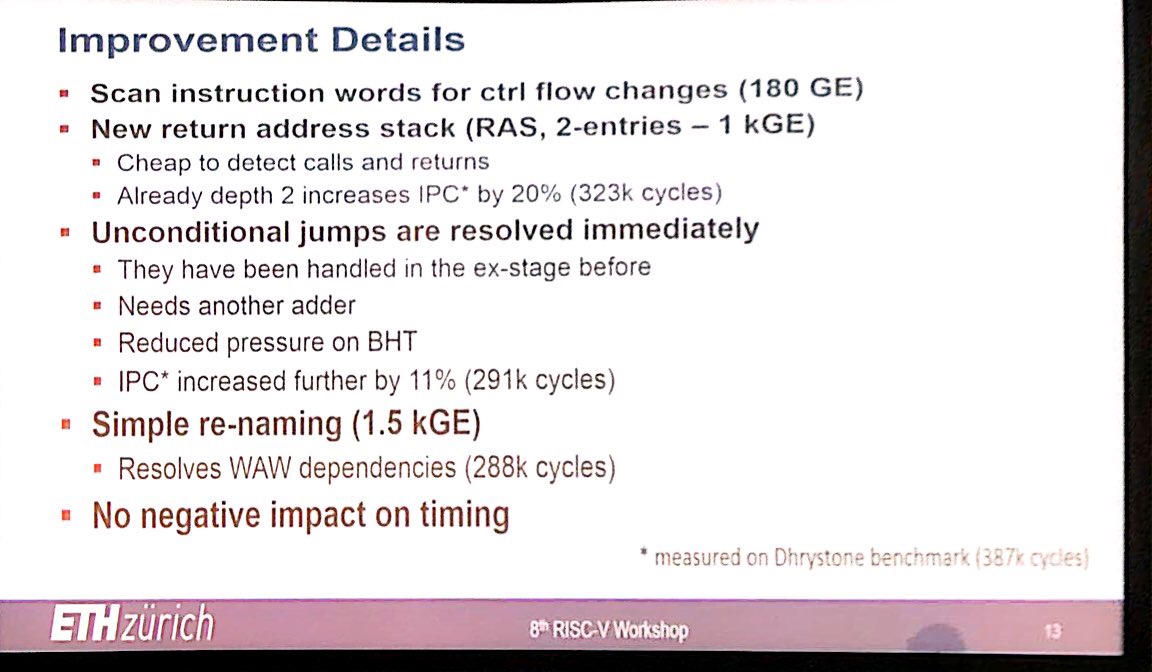 Improvement Details
Scan instruction words for ctrl flow changes (180 GE)
New return address stack (RAS, 2-entries – 1 kGE)
Cheap to detect calls and returns
Already depth 2 increases IPC* by 20% (323k cycles)
Unconditional jumps are resolved immediately
They have been handled in the ex-stage before
Needs another adder
Reduced pressure on BHT
IPC* increased further by 11% (291k cycles)
Simple re-naming (1.5 kGE)
Resolves WAW dependencies (288k cycles)
No negative impact on timing
* measured on Dhrystone benchmark (387k cycles)
ETH zürich 8th RISC-V Workshop 13